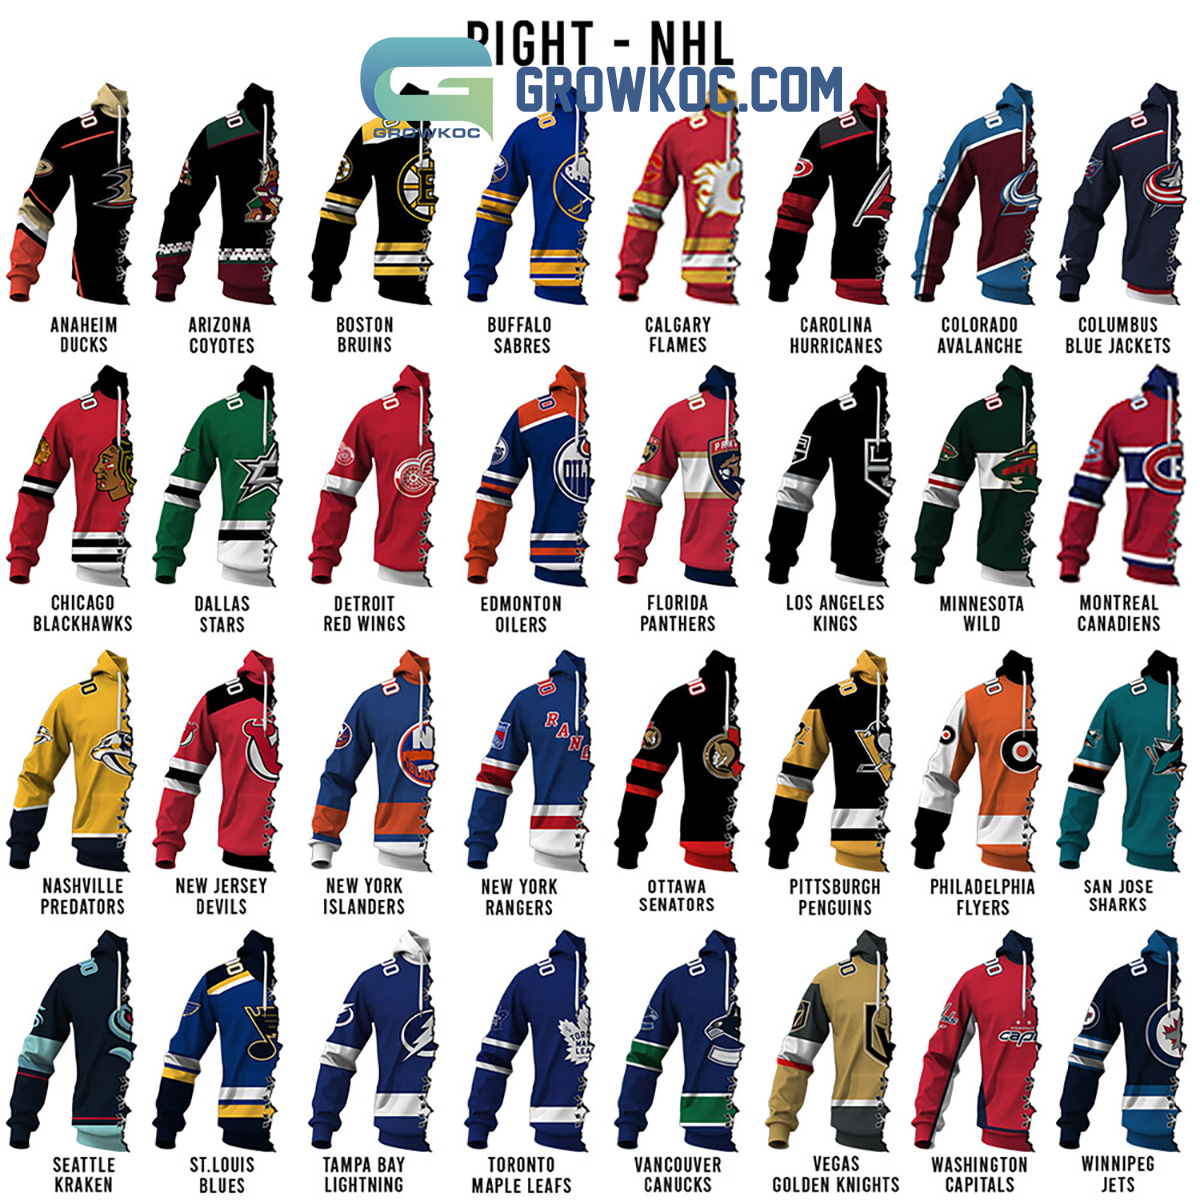 RIGHT - NHL
GROWKOC.COM
GROWKOC
ANAHEIM DUCKS
ARIZONA COYOTES
BOSTON BRUINS
BUFFALO SABRES
CALGARY FLAMES
CAROLINA HURRICANES
COLORADO AVALANCHE
COLUMBUS BLUE JACKETS
CHICAGO BLACKHAWKS
DALLAS STARS
DETROIT RED WINGS
EDMONTON OILERS
FLORIDA PANTHERS
LOS ANGELES KINGS
MINNESOTA WILD
MONTREAL CANADIENS
NASHVILLE PREDATORS
NEW JERSEY DEVILS
NEW YORK ISLANDERS
NEW YORK RANGERS
OTTAWA SENATORS
PITTSBURGH PENGUINS
PHILADELPHIA FLYERS
SAN JOSE SHARKS
SEATTLE KRAKEN
ST.LOUIS BLUES
TAMPA BAY LIGHTNING
TORONTO MAPLE LEAFS
VANCOUVER CANUCKS
VEGAS GOLDEN KNIGHTS
WASHINGTON CAPITALS
WINNIPEG JETS